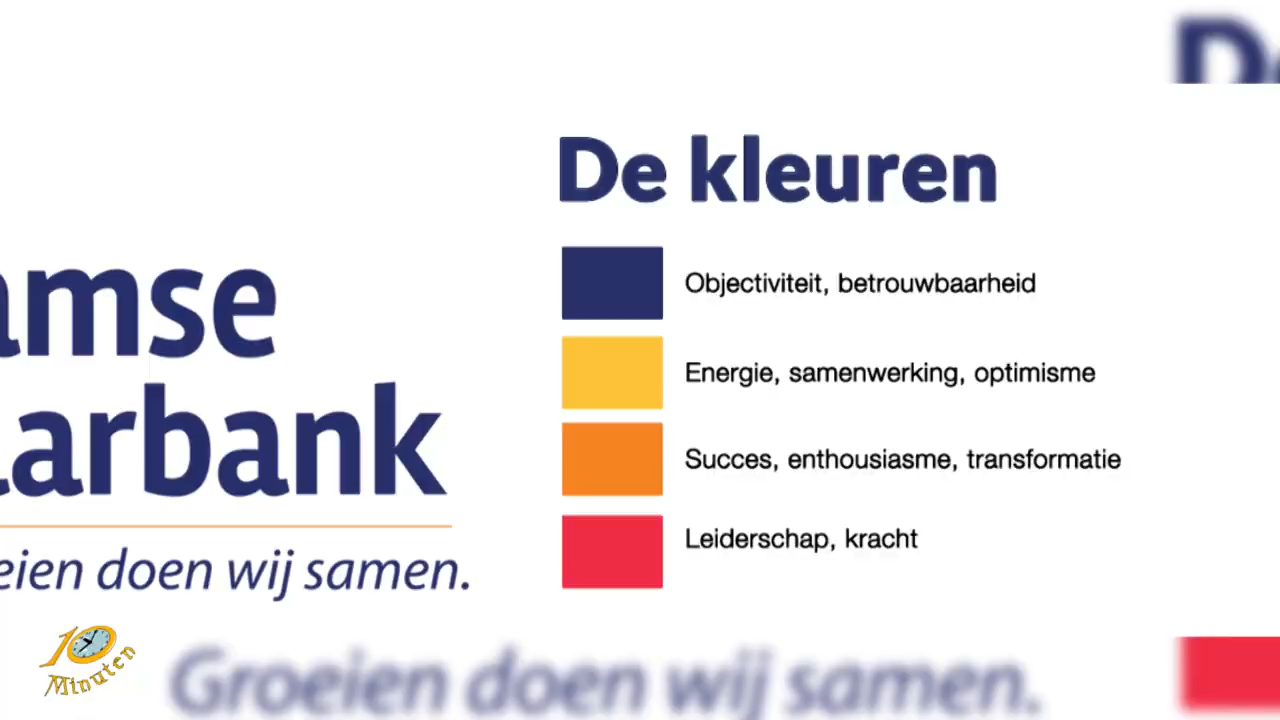 De kleuren
Objectiviteit, betrouwbaarheid
Energie, samenwerking, optimisme
Succes, enthousiasme, transformatie
Leiderschap, kracht
amse
arbank
eien doen wij samen.
10
Minuten
Groeien doen wij samen.